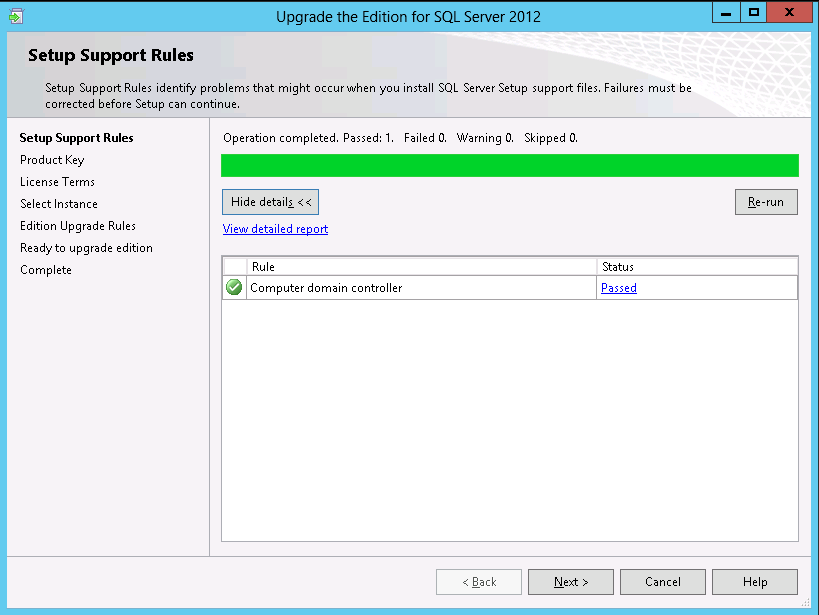 Upgrade the Edition for SQL Server 2012
Setup Support Rules
Setup Support Rules identify problems that might occur when you install SQL Server Setup support files. Failures must be
corrected before Setup can continue.
Setup Support Rules
Product Key
License Terms
Select Instance
Edition Upgrade Rules
Ready to upgrade edition
Complete
Operation completed. Passed: 1. Failed 0. Warning 0. Skipped 0.
Hide details <<
Re-run
View detailed report
Rule Status
Computer domain controller Passed
< Back Next > Cancel Help